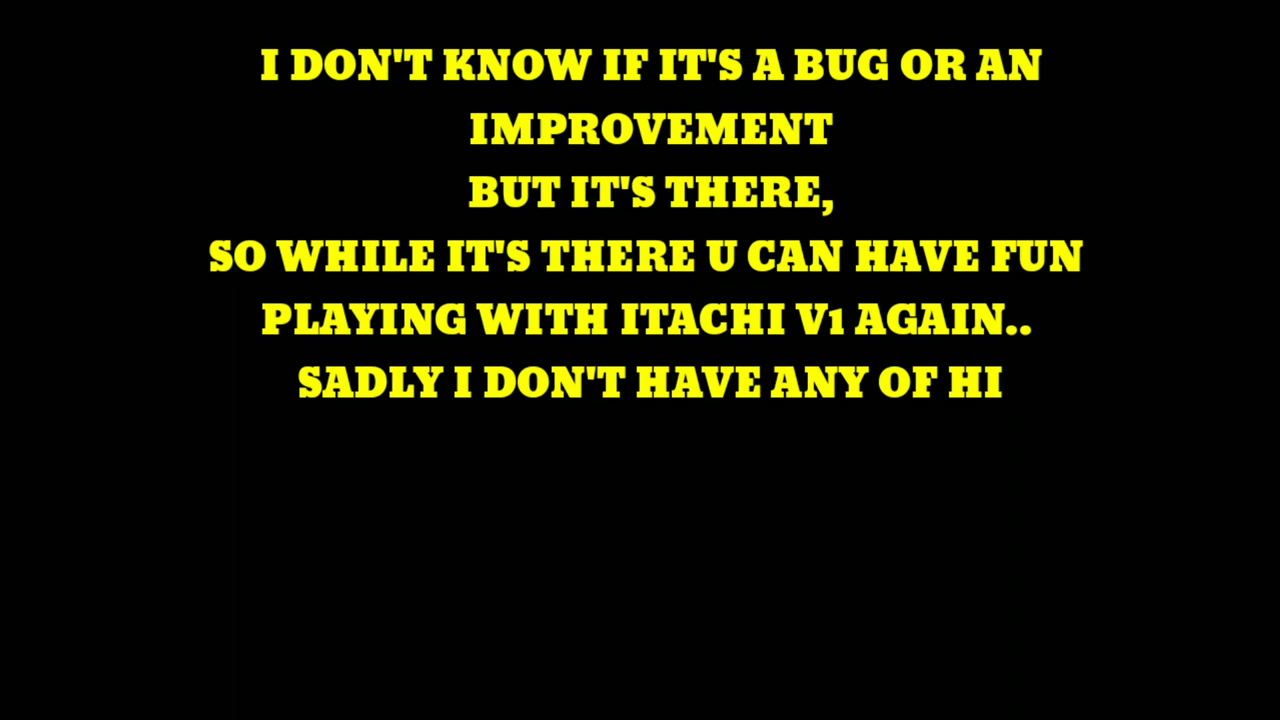 I DON'T KNOW IF IT'S A BUG OR AN
IMPROVEMENT
BUT IT'S THERE,
SO WHILE IT'S THERE U CAN HAVE FUN
PLAYING WITH ITACHI V1 AGAIN..
SADLY I DON'T HAVE ANY OF HI